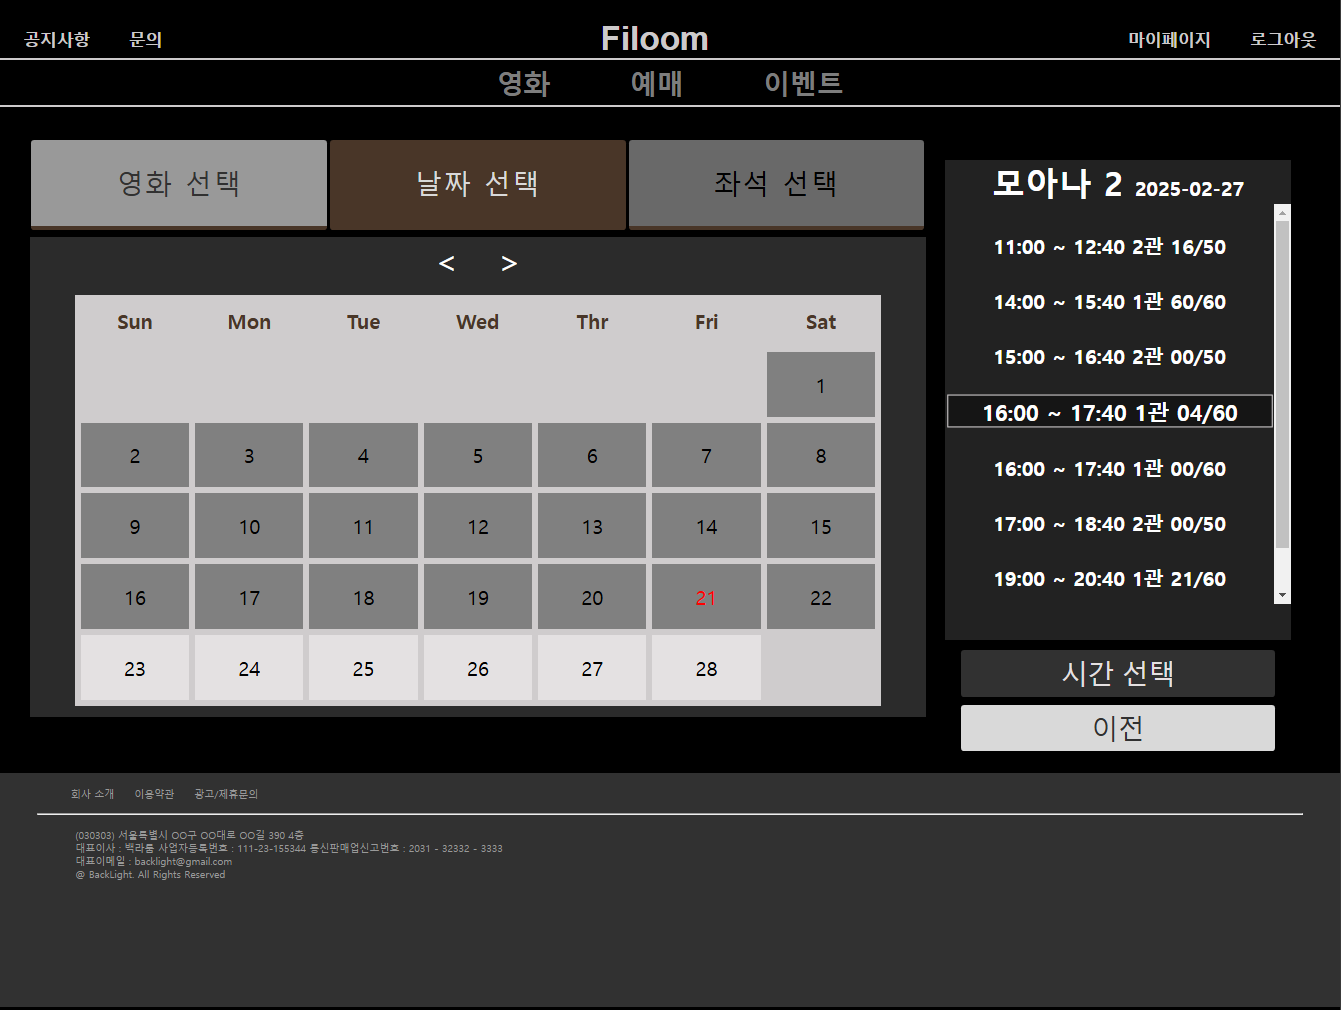 공지사항 문의 Filoom 마이페이지 로그아웃
영화 예매 이벤트
영화 선택 날짜 선택 좌석 선택
< >
Sun Mon Tue Wed Thr Fri Sat
1
2 3 4 5 6 7 8
9 10 11 12 13 14 15
16 17 18 19 20 21 22
23 24 25 26 27 28
모아나 2 2025-02-27
11:00 ~ 12:40 2관 16/50
14:00 ~ 15:40 1관 60/60
15:00 ~ 16:40 2관 00/50
16:00 ~ 17:40 1관 04/60
16:00 ~ 17:40 1관 00/60
17:00 ~ 18:40 2관 00/50
19:00 ~ 20:40 1관 21/60
시간 선택
이전
회사 소개 이용약관 광고/제휴문의
(030303) 서울특별시 OO구 OO대로 OO길 390 4층
대표이사 : 백라룸 사업자등록번호 : 111-23-155344 통신판매업신고번호 : 2031 - 32332 - 3333
대표이메일 : backlight@gmail.com
@ BackLight. All Rights Reserved